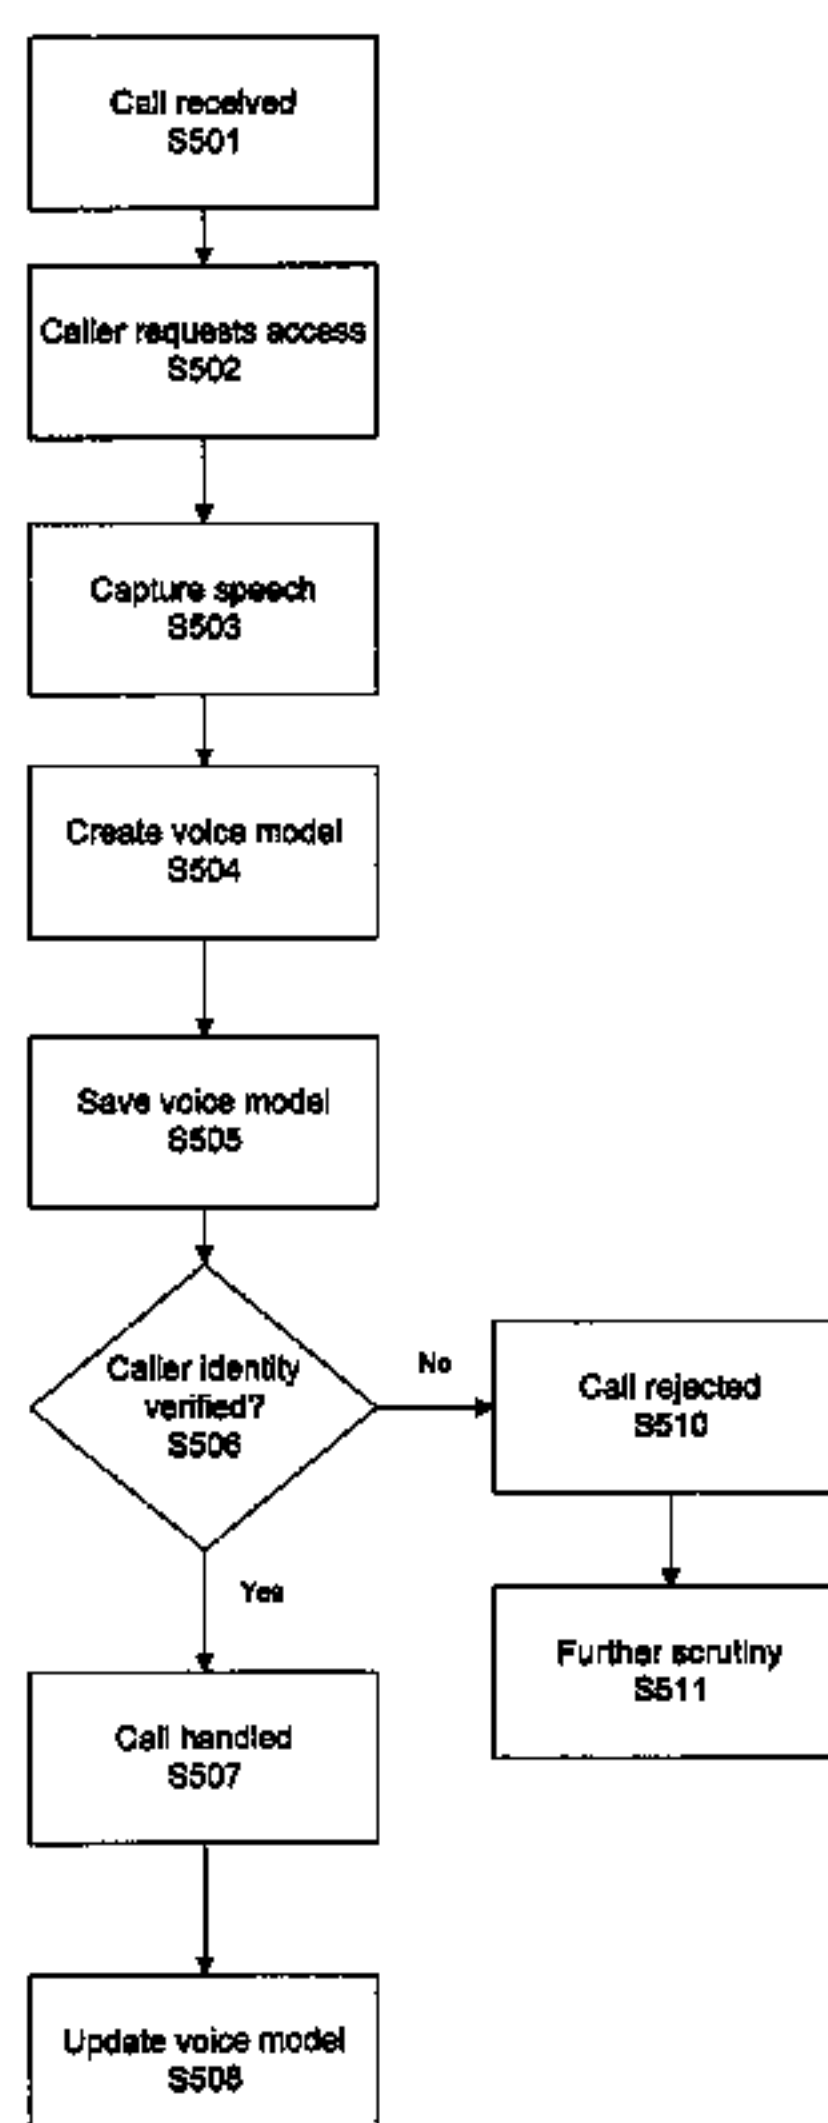 Call received
S501
Caller requests access
S502
Capture speech
S503
Create voice model
S504
Save voice model
S505
Caller identity
verified?
S506
No
Call rejected
S510
Yes
Further scrutiny
S511
Call handled
S507
Update voice model
S508